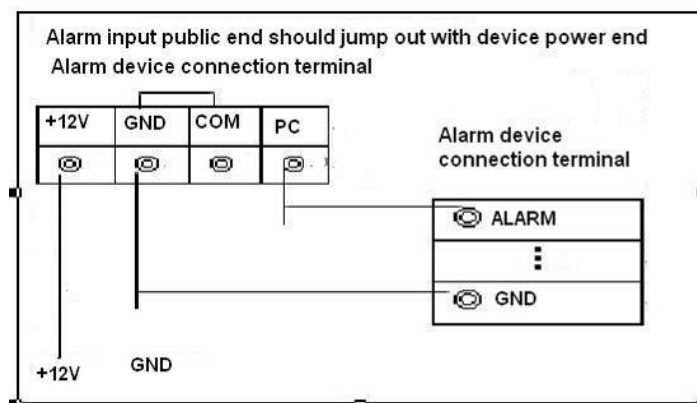 Alarm input public end should jump out with device power end
Alarm device connection terminal
+12V GND COM PC
Alarm device
connection terminal
ALARM
GND
+12V
GND